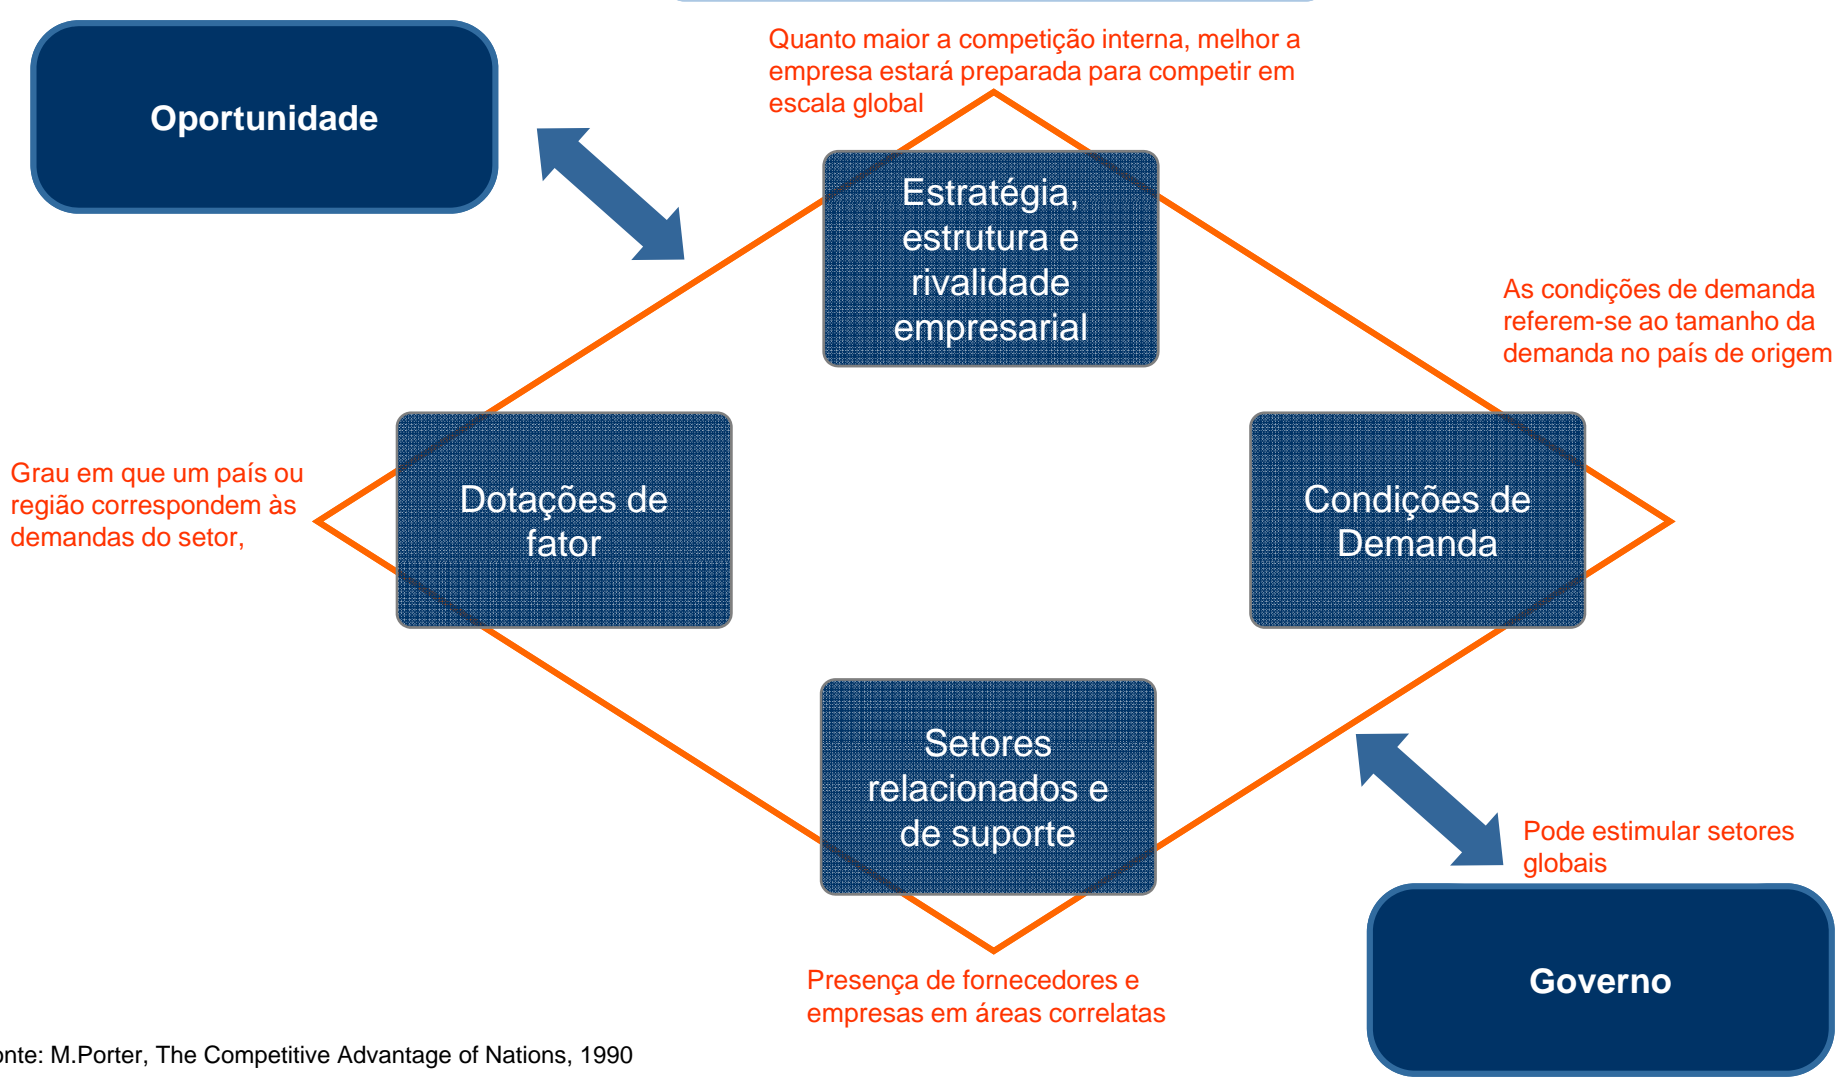 Quanto maior a competição interna, melhor a
empresa estará preparada para competir em
escala global
Oportunidade
Estratégia,
estrutura e
rivalidade
empresarial
As condições de demanda
referem-se ao tamanho da
demanda no país de origem
Grau em que um país ou
região correspondem às
demandas do setor,
Dotações de
fator
Condições de
Demanda
Setores
relacionados e
de suporte
Pode estimular setores
globais
Governo
Presença de fornecedores e
empresas em áreas correlatas
onte: M.Porter, The Competitive Advantage of Nations, 1990